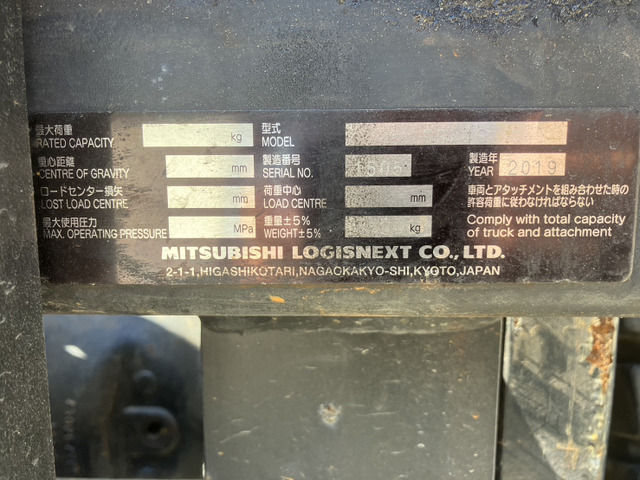 最大荷重
RATED CAPACITY kg
型式
MODEL
重心距離
CENTRE OF GRAVITY mm
製造番号
SERIAL NO.
製造年
YEAR 2019
ロードセンター損失
LOST LOAD CENTRE mm
荷重中心
LOAD CENTRE mm
車両とアタッチメントを組み合わせた時の
許容荷重に従わなければならない
最大使用圧力
MAX. OPERATING PRESSURE MPa
重量±5%
WEIGHT±5% kg
Comply with total capacity
of truck and attachment
MITSUBISHI LOGISNEXT CO., LTD.
2-1-1,HIGASHIKOTARI,NAGAOKAKYO-SHI,KYOTO,JAPAN